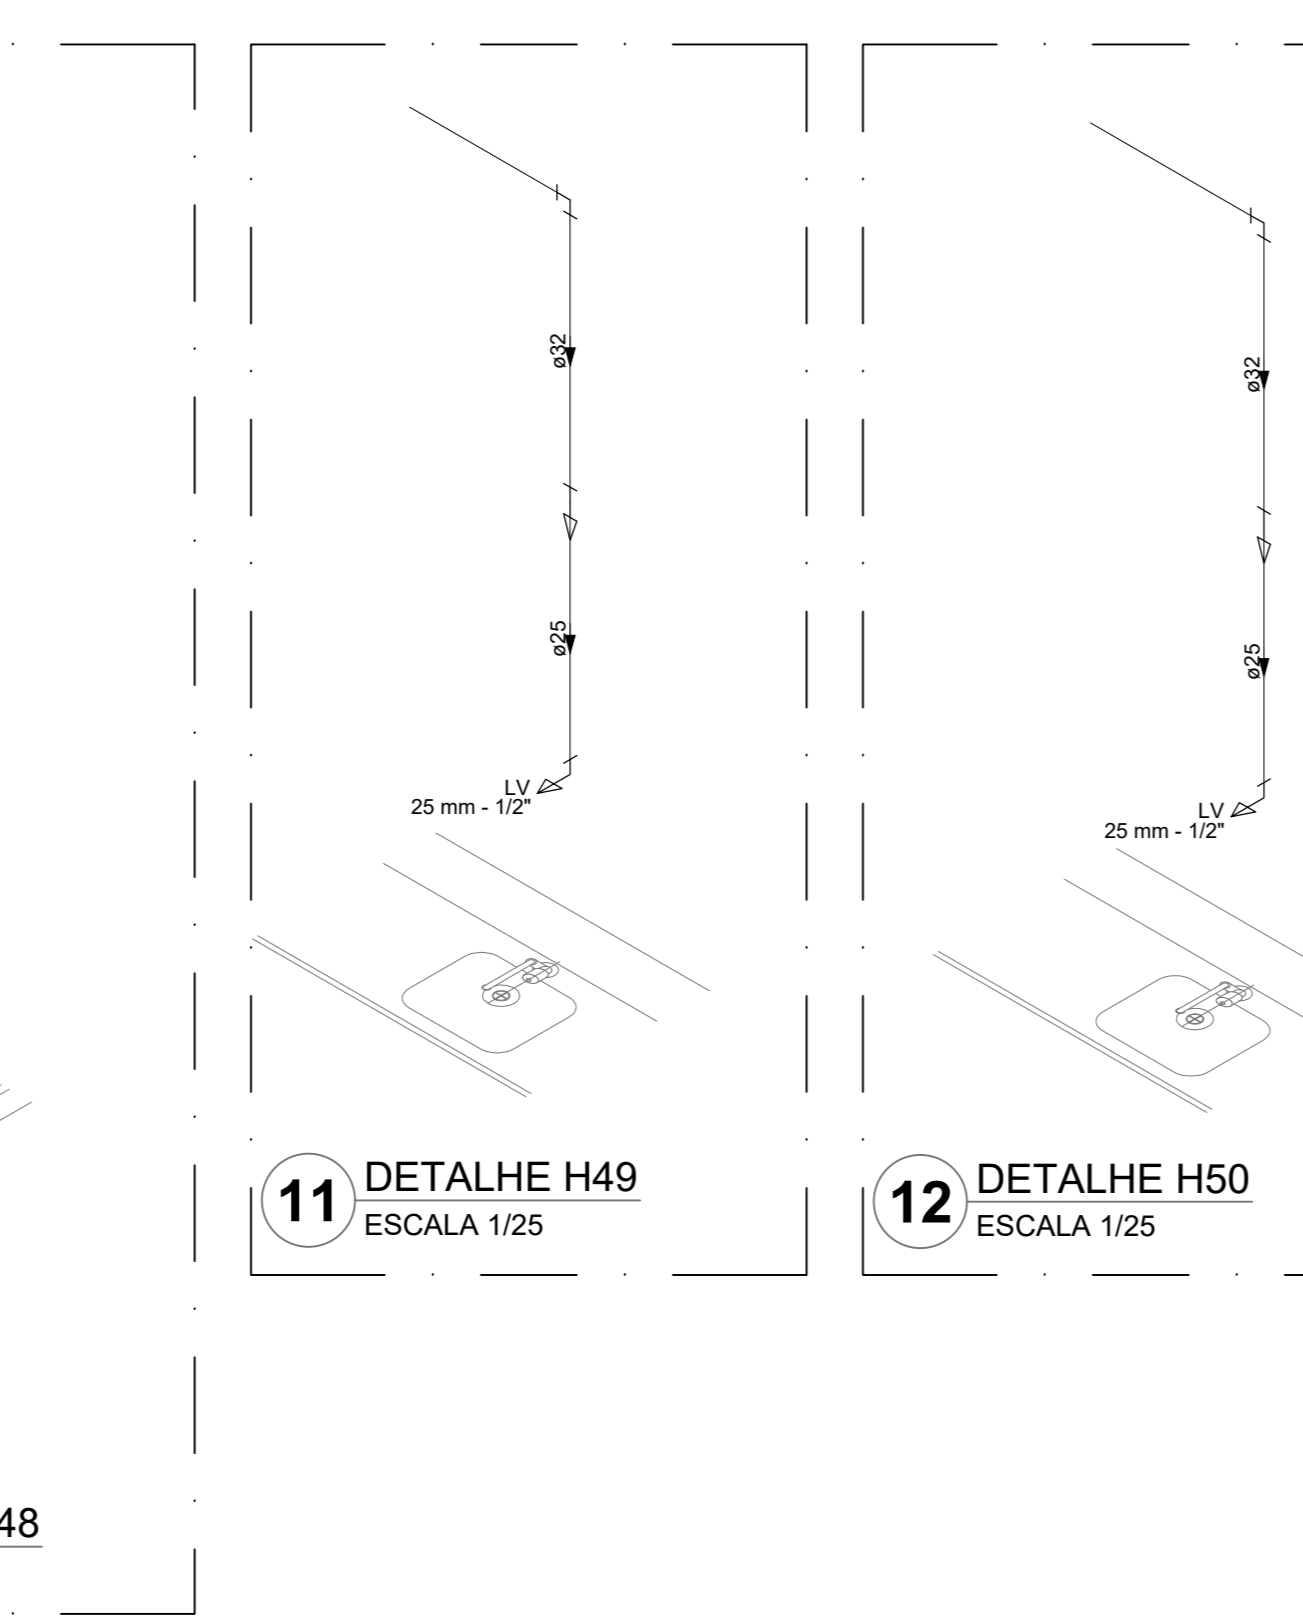 ø32
ø25
LV
25 mm - 1/2"
11
DETALHE H49
ESCALA 1/25
ø32
ø25
LV
25 mm - 1/2"
12
DETALHE H50
ESCALA 1/25
48